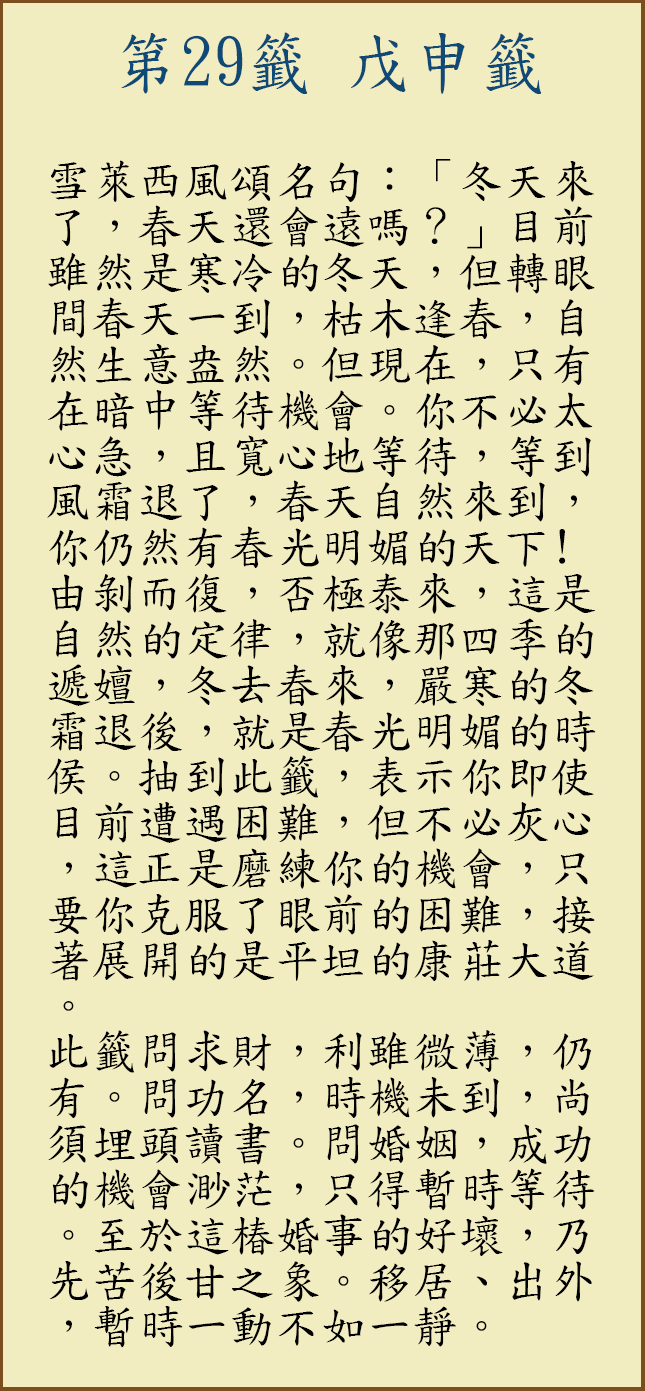 第29籤 戊申籤
雪萊西風頌名句：「冬天來
了，春天還會遠嗎？」目前
雖然是寒冷的冬天，但轉眼
間春天一到，枯木逢春，自
然生意盎然。但現在，只有
在暗中等待機會。你不必太
心急，且寬心地等待，等到
風霜退了，春天自然來到，
你仍然有春光明媚的天下!
由剝而復，否極泰來，這是
自然的定律，就像那四季的
遞嬗，冬去春來，嚴寒的冬
霜退後，就是春光明媚的時
侯。抽到此籤，表示你即使
目前遭遇困難，但不必灰心
，這正是磨練你的機會，只
要你克服了眼前的困難，接
著展開的是平坦的康莊大道
。
此籤問求財，利雖微薄，仍
有。問功名，時機未到，尚
須埋頭讀書。問婚姻，成功
的機會渺茫，只得暫時等待
。至於這樁婚事的好壞，乃
先苦後甘之象。移居、出外
，暫時一動不如一靜。